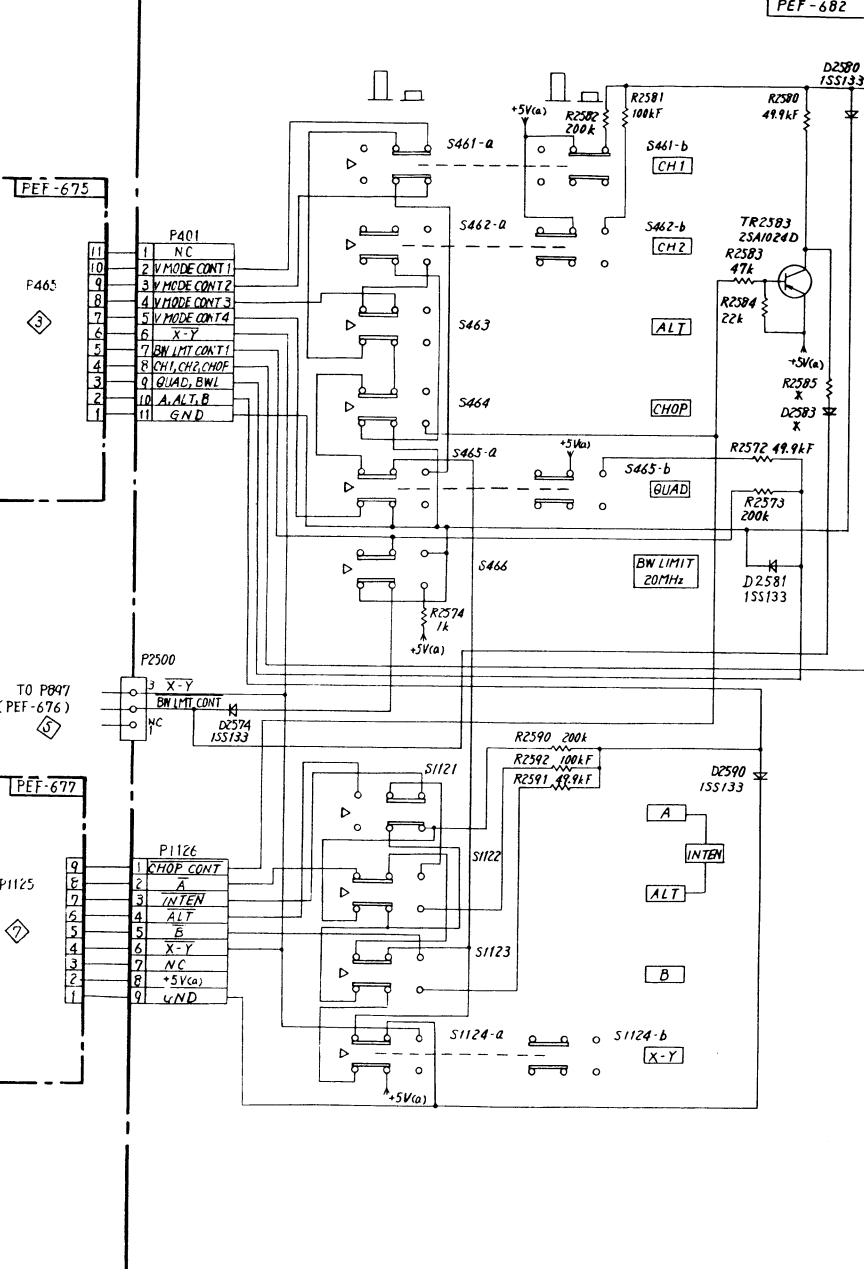 PEF-682
D2580
1SS133
+5V(a)
R2582
200k
R2581
100kF
R2580
49.9kF
S461-a
S461-b
CH1
PEF-675
P465
3
11
10
9
8
7
6
5
4
3
2
1
P401
1 NC
2 V MODE CONT 1
3 V MODE CONT 2
4 V MODE CONT 3
5 V MODE CONT 4
6 X-Y
7 BW LMT CONT 1
8 CH1, CH2, CHOP
9 QUAD, BWL
10 A, ALT, B
11 GND
S462-a
S462-b
CH2
TR2583
2SA1024D
R2583
47k
R2584
22k
+5V(a)
S463
ALT
R2585
*
D2583
*
S464
CHOP
S465-a
+5V(a)
S465-b
QUAD
R2572 49.9kF
R2573
200k
S466
BW LIMIT
20MHz
D2581
1SS133
R2574
1k
+5V(a)
P2500
TO P897
(PEF-676)
5
3 X-Y
BW LMT CONT
NC
1
D2574
1SS133
R2590 200k
R2592 100kF
R2591 49.9kF
D2590
1SS133
PEF-677
P1125
7
9
8
7
6
5
4
3
2
1
P1126
1 CHOP CONT
2 A
3 INTEN
4 ALT
5 B
6 X-Y
7 NC
8 +5V(a)
9 GND
S1121
A
S1122
INTEN
ALT
S1123
B
S1124-a
S1124-b
X-Y
+5V(a)